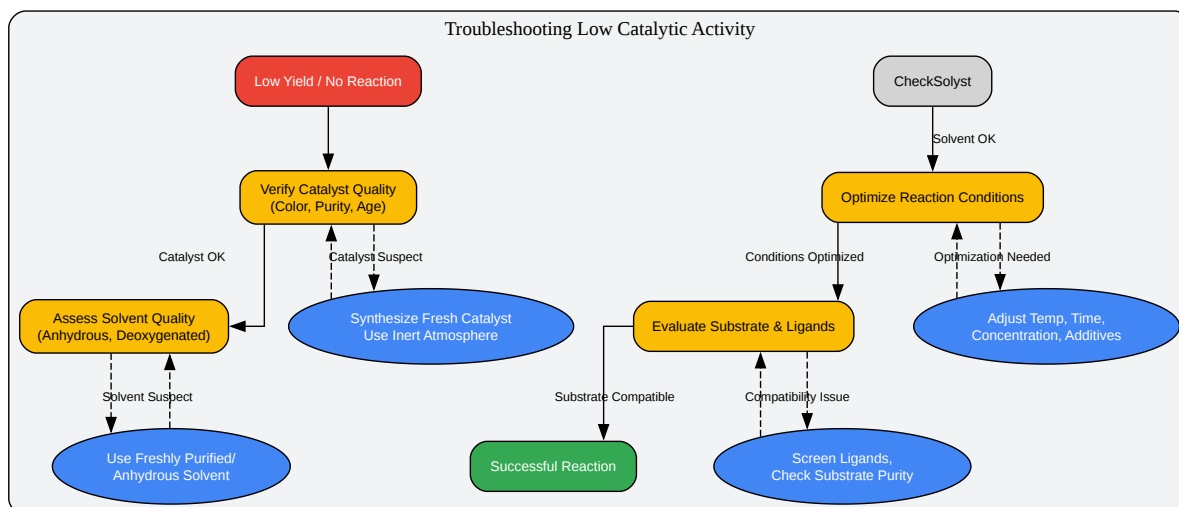 Troubleshooting Low Catalytic Activity
Low Yield / No Reaction
CheckSolyst
Solvent OK
Verify Catalyst Quality
(Color, Purity, Age)
Optimize Reaction Conditions
Catalyst OK
Catalyst Suspect
Conditions Optimized
Optimization Needed
Assess Solvent Quality
(Anhydrous, Deoxygenated)
Synthesize Fresh Catalyst
Use Inert Atmosphere
Evaluate Substrate & Ligands
Adjust Temp, Time,
Concentration, Additives
Solvent Suspect
Substrate Compatible
Compatibility Issue
Use Freshly Purified/
Anhydrous Solvent
Successful Reaction
Screen Ligands,
Check Substrate Purity